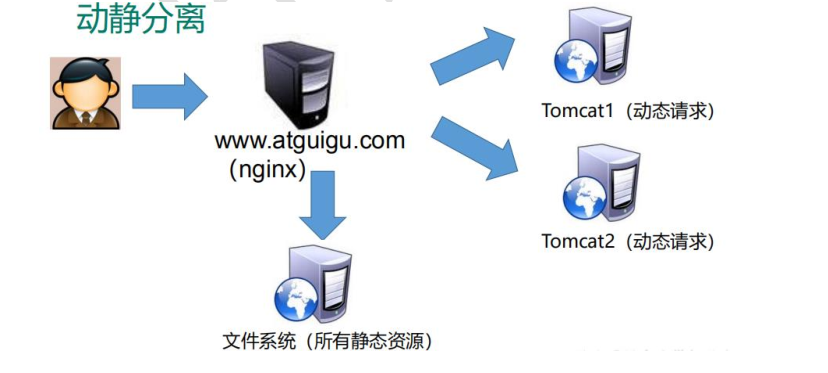 动静分离
www.atguigu.com
（nginx）
Tomcat1（动态请求）
Tomcat2（动态请求）
文件系统（所有静态资源）